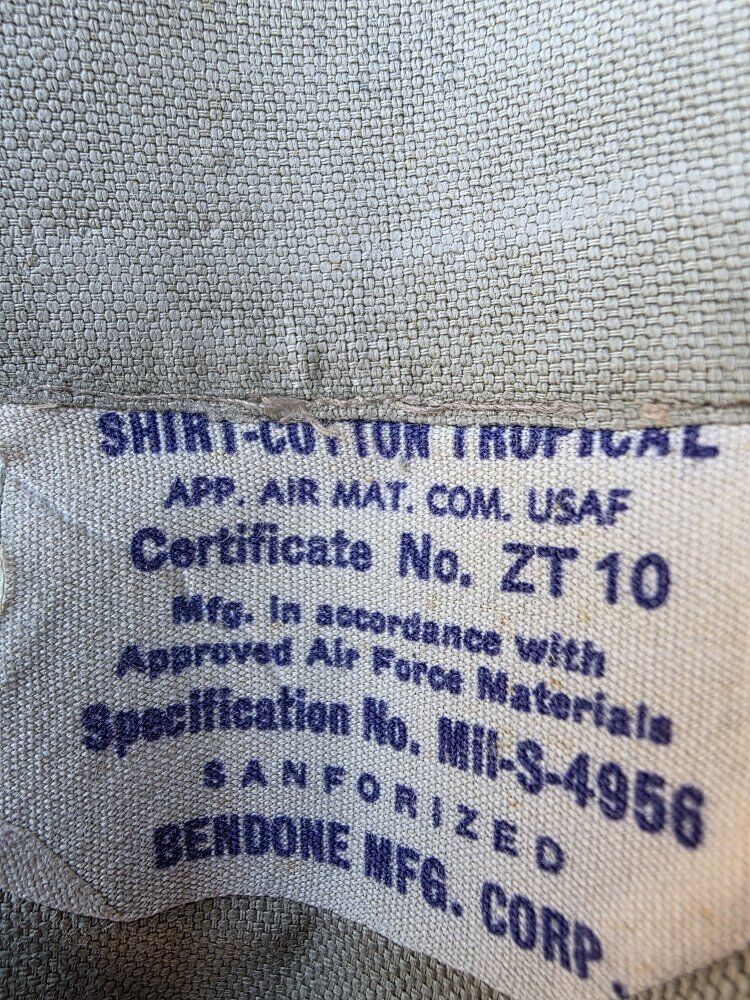 SHIRT-COTTON TROPICAL
APP. AIR MAT. COM. USAF
Certificate No. ZT 10
Mfg. in accordance with
Approved Air Force Materials
Specification No. Mil-S-4956
SANFORIZED
BENDONE MFG. CORP.